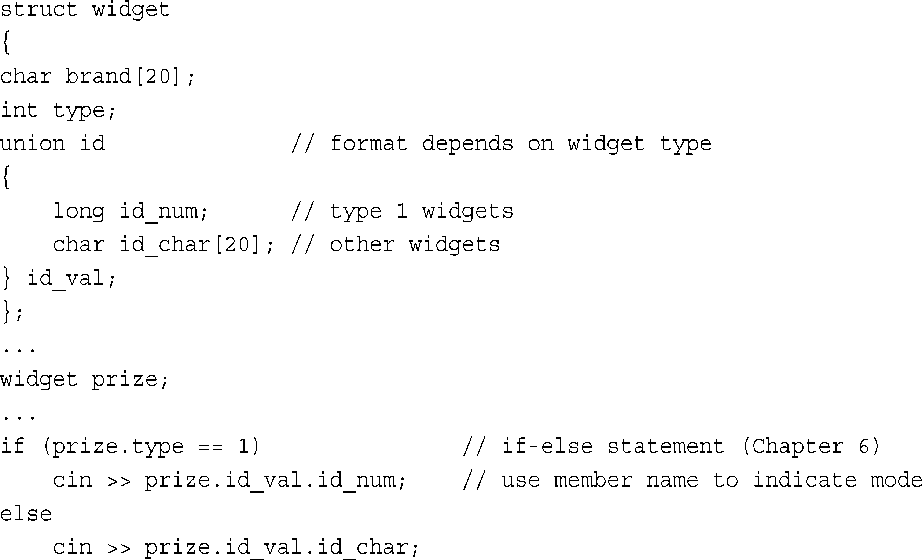 struct widget
{
char brand[20];
int type;
union id                // format depends on widget type
{
    long id_num;      // type 1 widgets
    char id_char[20]; // other widgets
} id_val;
};
...
widget prize;
...
if (prize.type == 1)               // if-else statement (Chapter 6)
    cin >> prize.id_val.id_num;    // use member name to indicate mode
else
    cin >> prize.id_val.id_char;